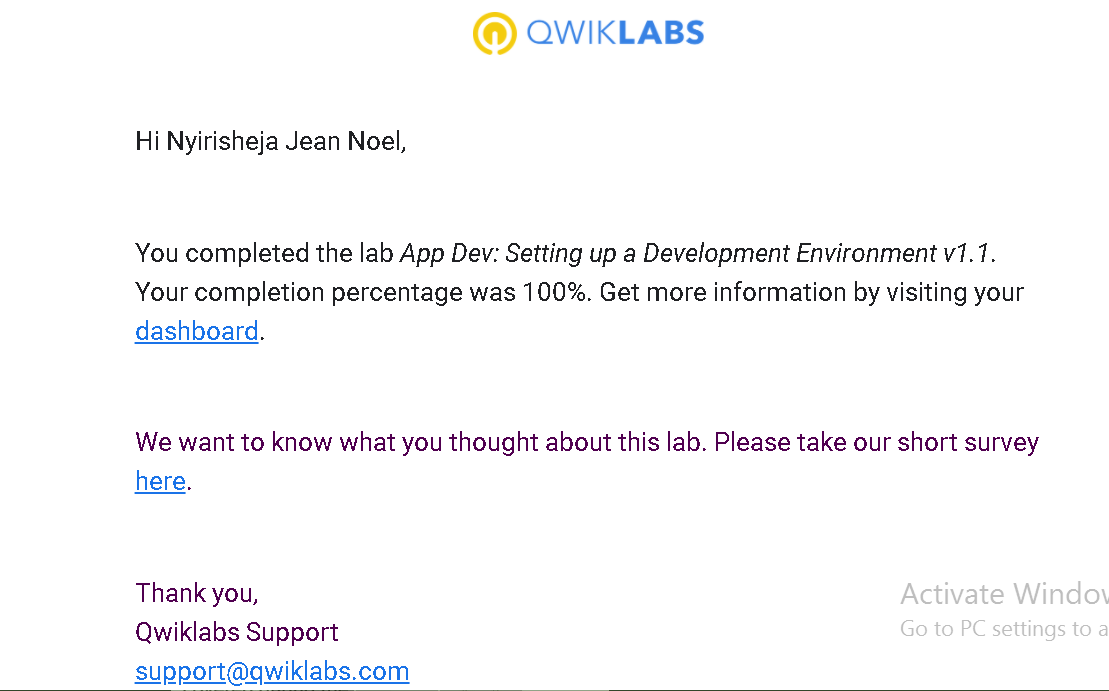 QWIKLABS
Hi Nyirisheja Jean Noel,
You completed the lab App Dev: Setting up a Development Environment v1.1.
Your completion percentage was 100%. Get more information by visiting your
dashboard.
We want to know what you thought about this lab. Please take our short survey
here.
Thank you,
Qwiklabs Support
support@qwiklabs.com
Activate Window
Go to PC settings to a